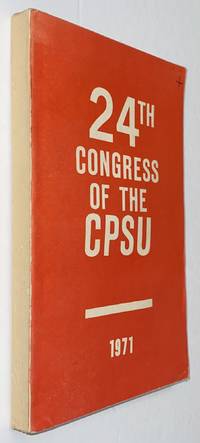 24TH
CONGRESS
OF THE
CPSU
1971